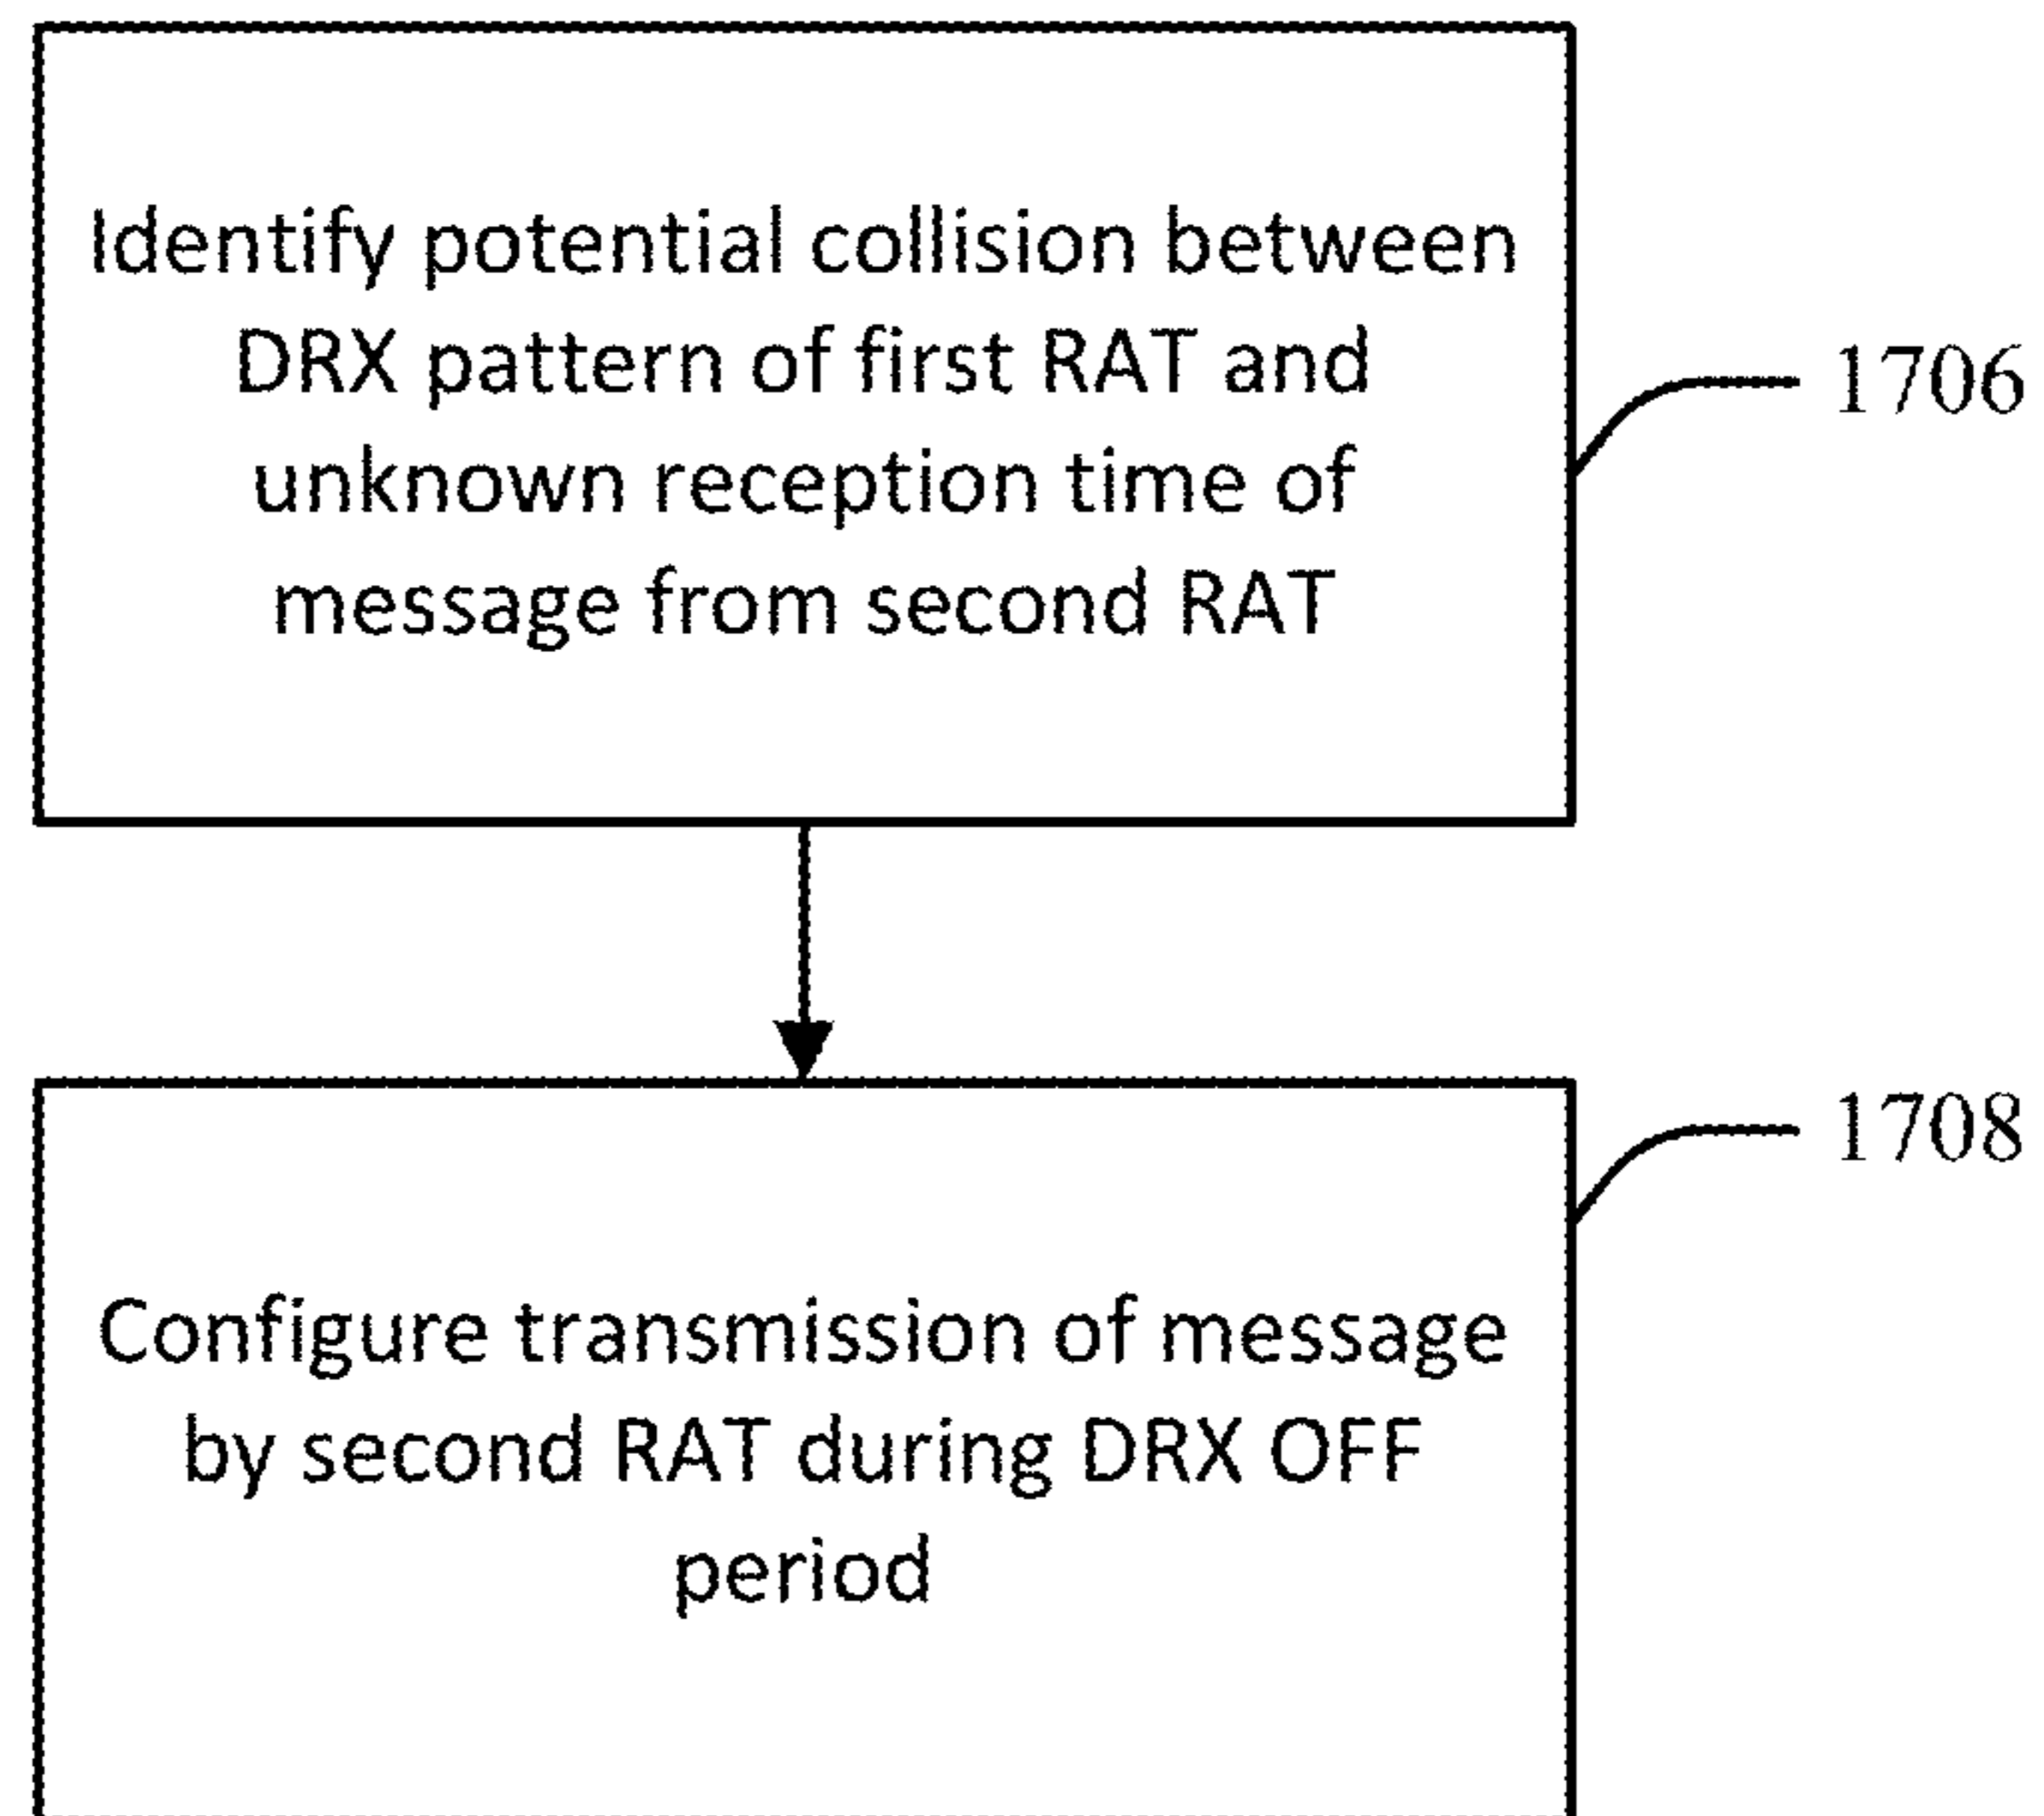 Identify potential collision between
DRX pattern of first RAT and
unknown reception time of
message from second RAT
1706
Configure transmission of message
by second RAT during DRX OFF
period
1708